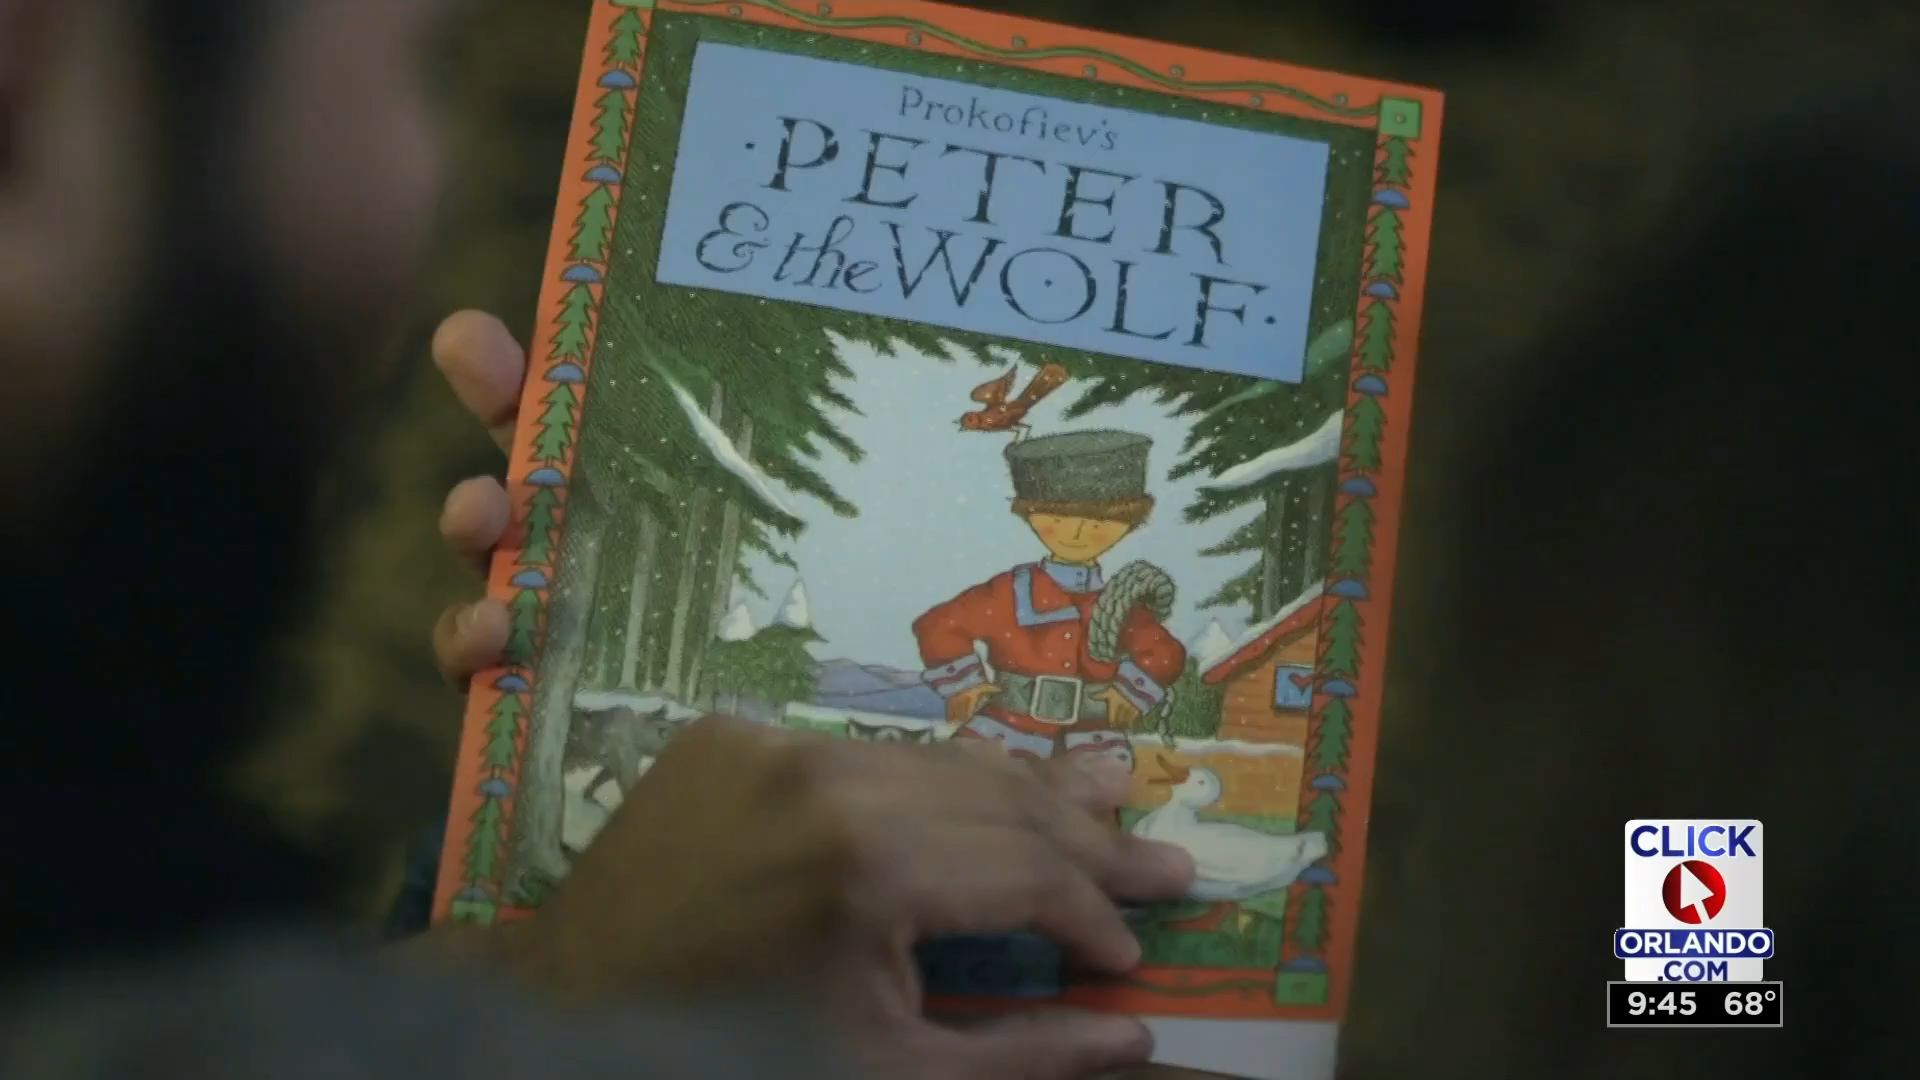 Prokofiev's
·PETER
& the WOLF·
CLICK
ORLANDO
.COM
9:45 68°